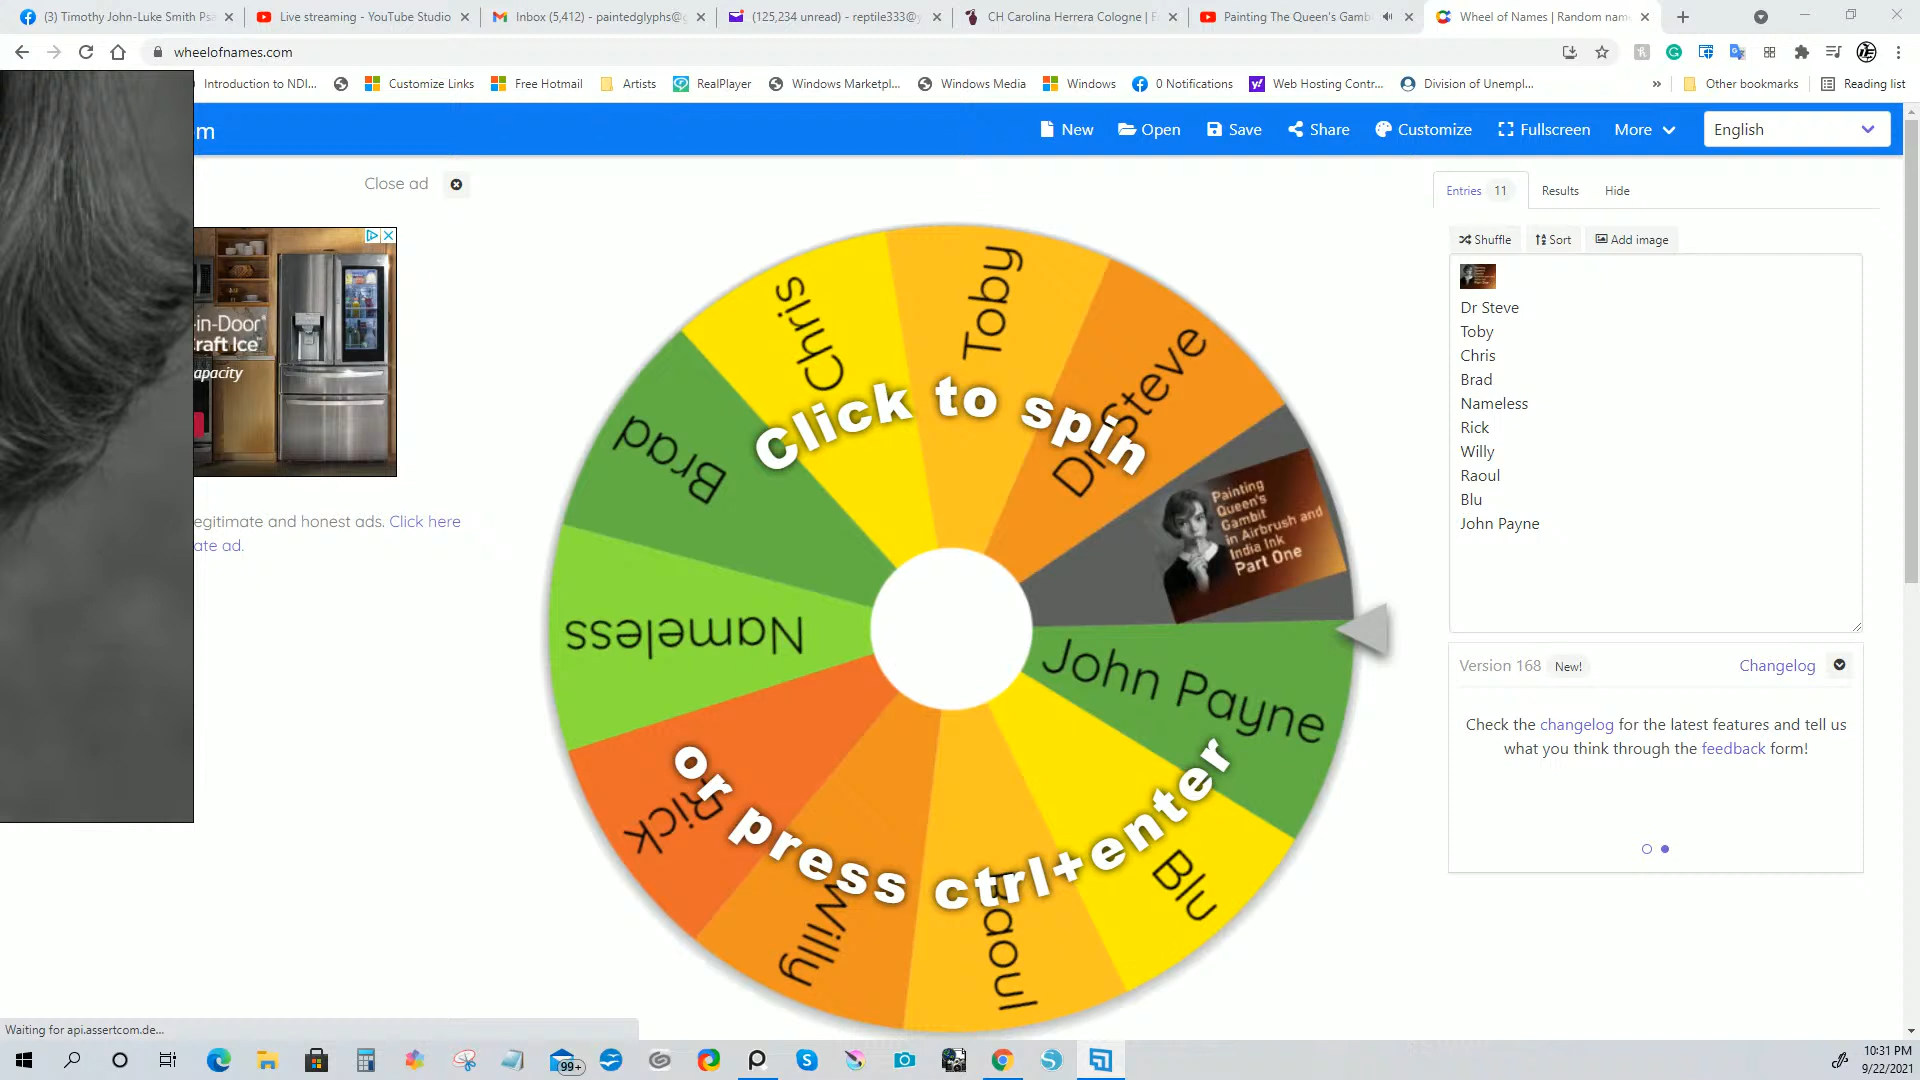 (3) Timothy John-Luke Smith Psa
Live streaming - YouTube Studio
Inbox (5,412) - paintedglyphs@g
(125,234 unread) - reptile333@y
CH Carolina Herrera Cologne | E
Painting The Queen's Gambi
Wheel of Names | Random nam
wheelofnames.com
Introduction to NDI...
Customize Links
Free Hotmail
Artists
RealPlayer
Windows Marketpl...
Windows Media
Windows
0 Notifications
Web Hosting Contr...
Division of Unempl...
»
Other bookmarks
Reading list
m
New
Open
Save
Share
Customize
Fullscreen
More
English
Close ad
-in-Door
raft Ice™
apacity
egitimate and honest ads. Click here
ate ad.
Click to spin
or press ctrl+enter
Toby
Dr Steve
Painting
Queen's
Gambit
in Airbrush and
India Ink
Part One
John Payne
Blu
Raoul
Willy
Rick
Nameless
Brad
Chris
Entries 11
Results
Hide
Shuffle
Sort
Add image
Dr Steve
Toby
Chris
Brad
Nameless
Rick
Willy
Raoul
Blu
John Payne
Version 168 New!
Changelog
Check the changelog for the latest features and tell us
what you think through the feedback form!
Waiting for api.assertcom.de...
99+
10:31 PM
9/22/2021